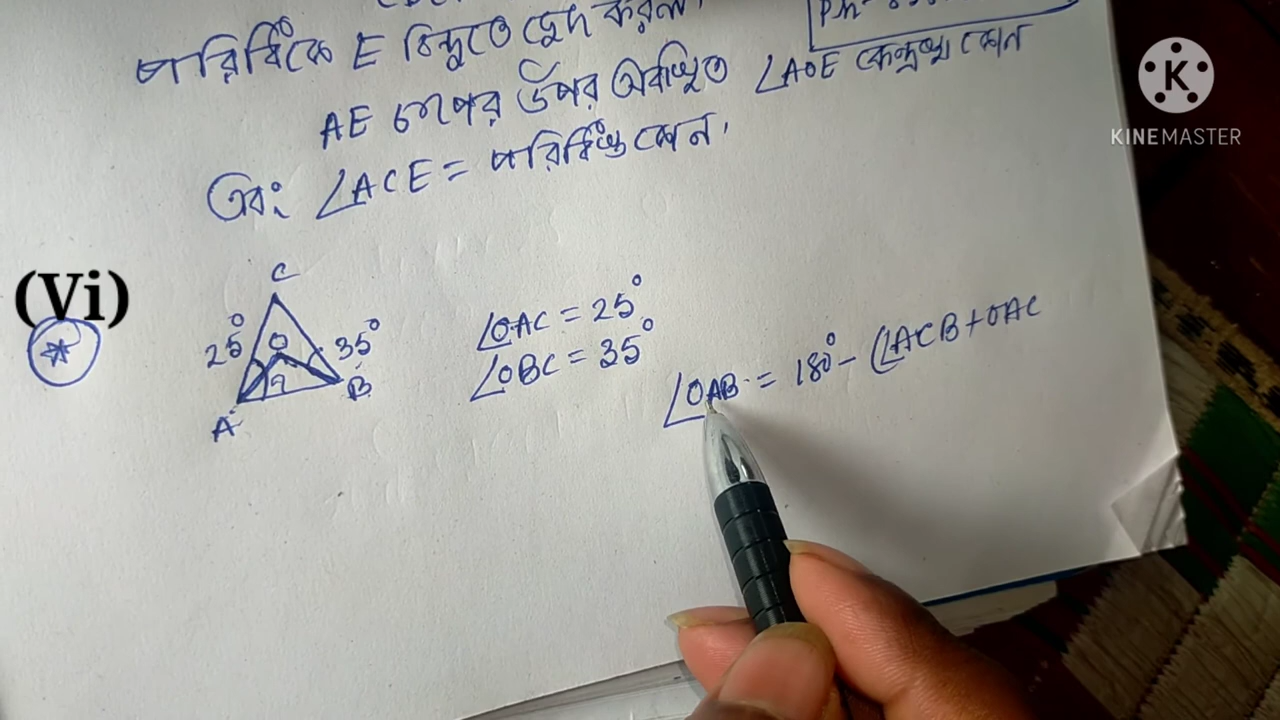 পরিধিকে E বিন্দুতে ছেদ করল।
AE চাপের উপর অবস্থিত ∠AOE কেন্দ্রস্থ কোন
এবং ∠ACE = পরিধিস্থ কোন।
KINEMASTER
(Vi)
C
25° O 35°
?
A B
∠OAC = 25°
∠OBC = 35°
∠OAB = 180° - (∠ACB + OAC